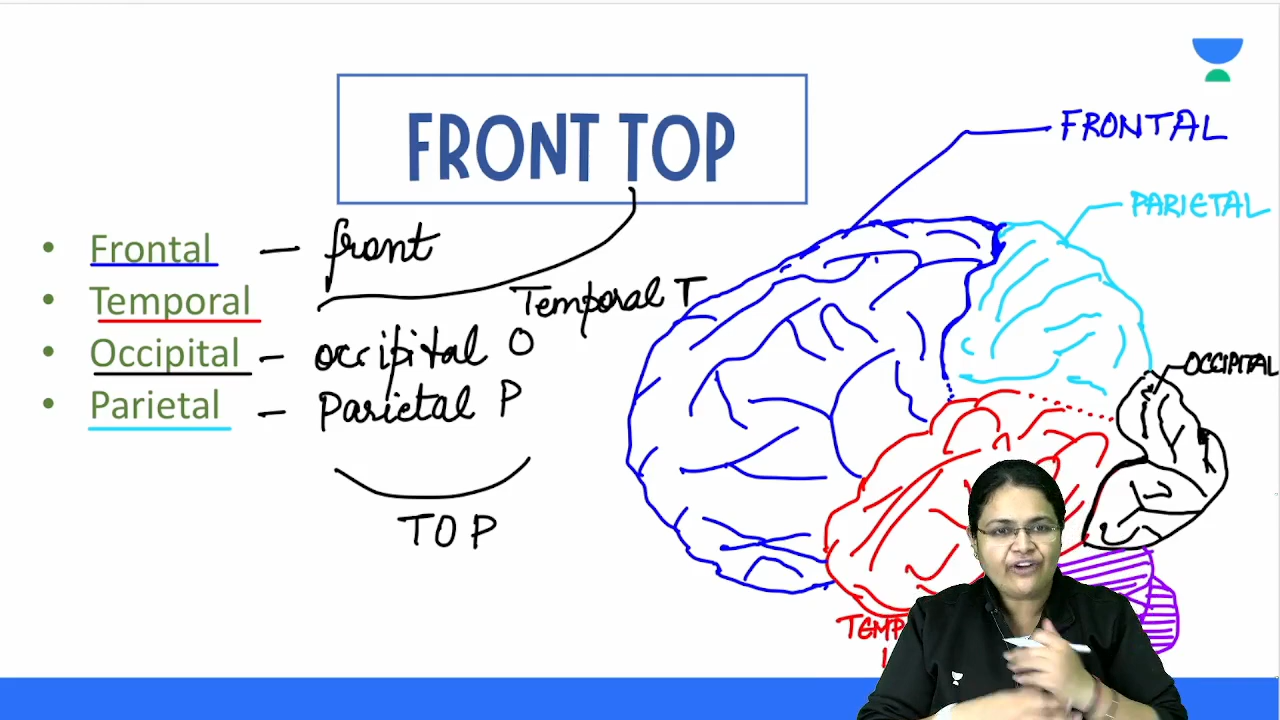 FRONT TOP
FRONTAL
PARIETAL
• Frontal — front
• Temporal
Temporal T
• Occipital – occipital O
OCCIPITAL
• Parietal – Parietal P
TOP